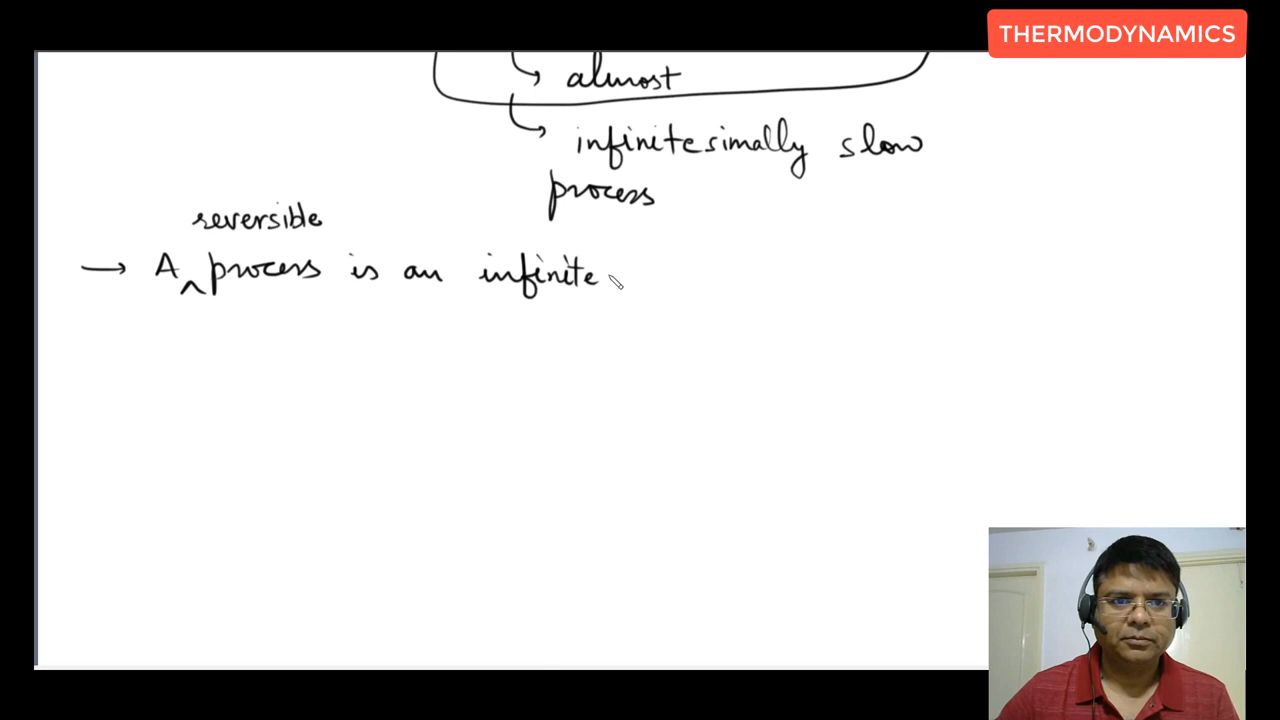 THERMODYNAMICS
almost
infinitesimally slow
process
reversible
→ A ^ process is an infinite